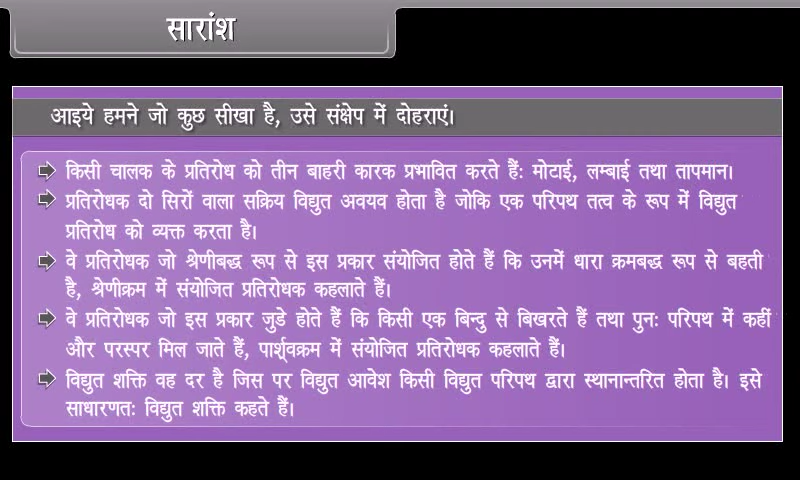 सारांश
आइये हमने जो कुछ सीखा है, उसे संक्षेप में दोहराएं।
किसी चालक के प्रतिरोध को तीन बाहरी कारक प्रभावित करते हैं: मोटाई, लम्बाई तथा तापमान।
प्रतिरोधक दो सिरों वाला सक्रिय विद्युत अवयव होता है जोकि एक परिपथ तत्व के रूप में विद्युत
प्रतिरोध को व्यक्त करता है।
वे प्रतिरोधक जो श्रेणीबद्ध रूप से इस प्रकार संयोजित होते हैं कि उनमें धारा क्रमबद्ध रूप से बहती
है, श्रेणीक्रम में संयोजित प्रतिरोधक कहलाते हैं।
वे प्रतिरोधक जो इस प्रकार जुडे होते हैं कि किसी एक बिन्दु से बिखरते हैं तथा पुनः परिपथ में कहीं
और परस्पर मिल जाते हैं, पार्श्वक्रम में संयोजित प्रतिरोधक कहलाते हैं।
विद्युत शक्ति वह दर है जिस पर विद्युत आवेश किसी विद्युत परिपथ द्वारा स्थानान्तरित होता है। इसे
साधारणतः विद्युत शक्ति कहते हैं।